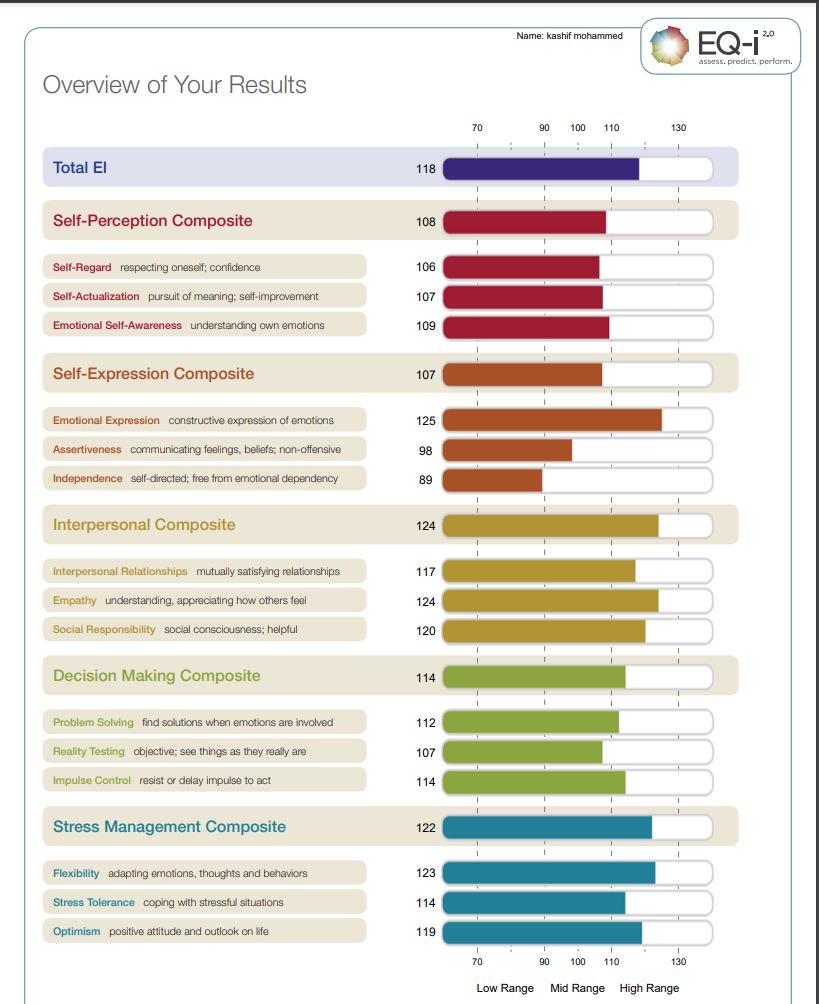 Name: kashif mohammed
EQ-i 2.0
assess. predict. perform.
Overview of Your Results
70 90 100 110 130
Total EI 118
Self-Perception Composite 108
Self-Regard respecting oneself; confidence 106
Self-Actualization pursuit of meaning; self-improvement 107
Emotional Self-Awareness understanding own emotions 109
Self-Expression Composite 107
Emotional Expression constructive expression of emotions 125
Assertiveness communicating feelings, beliefs; non-offensive 98
Independence self-directed; free from emotional dependency 89
Interpersonal Composite 124
Interpersonal Relationships mutually satisfying relationships 117
Empathy understanding, appreciating how others feel 124
Social Responsibility social consciousness; helpful 120
Decision Making Composite 114
Problem Solving find solutions when emotions are involved 112
Reality Testing objective; see things as they really are 107
Impulse Control resist or delay impulse to act 114
Stress Management Composite 122
Flexibility adapting emotions, thoughts and behaviors 123
Stress Tolerance coping with stressful situations 114
Optimism positive attitude and outlook on life 119
70 90 100 110 130
Low Range Mid Range High Range